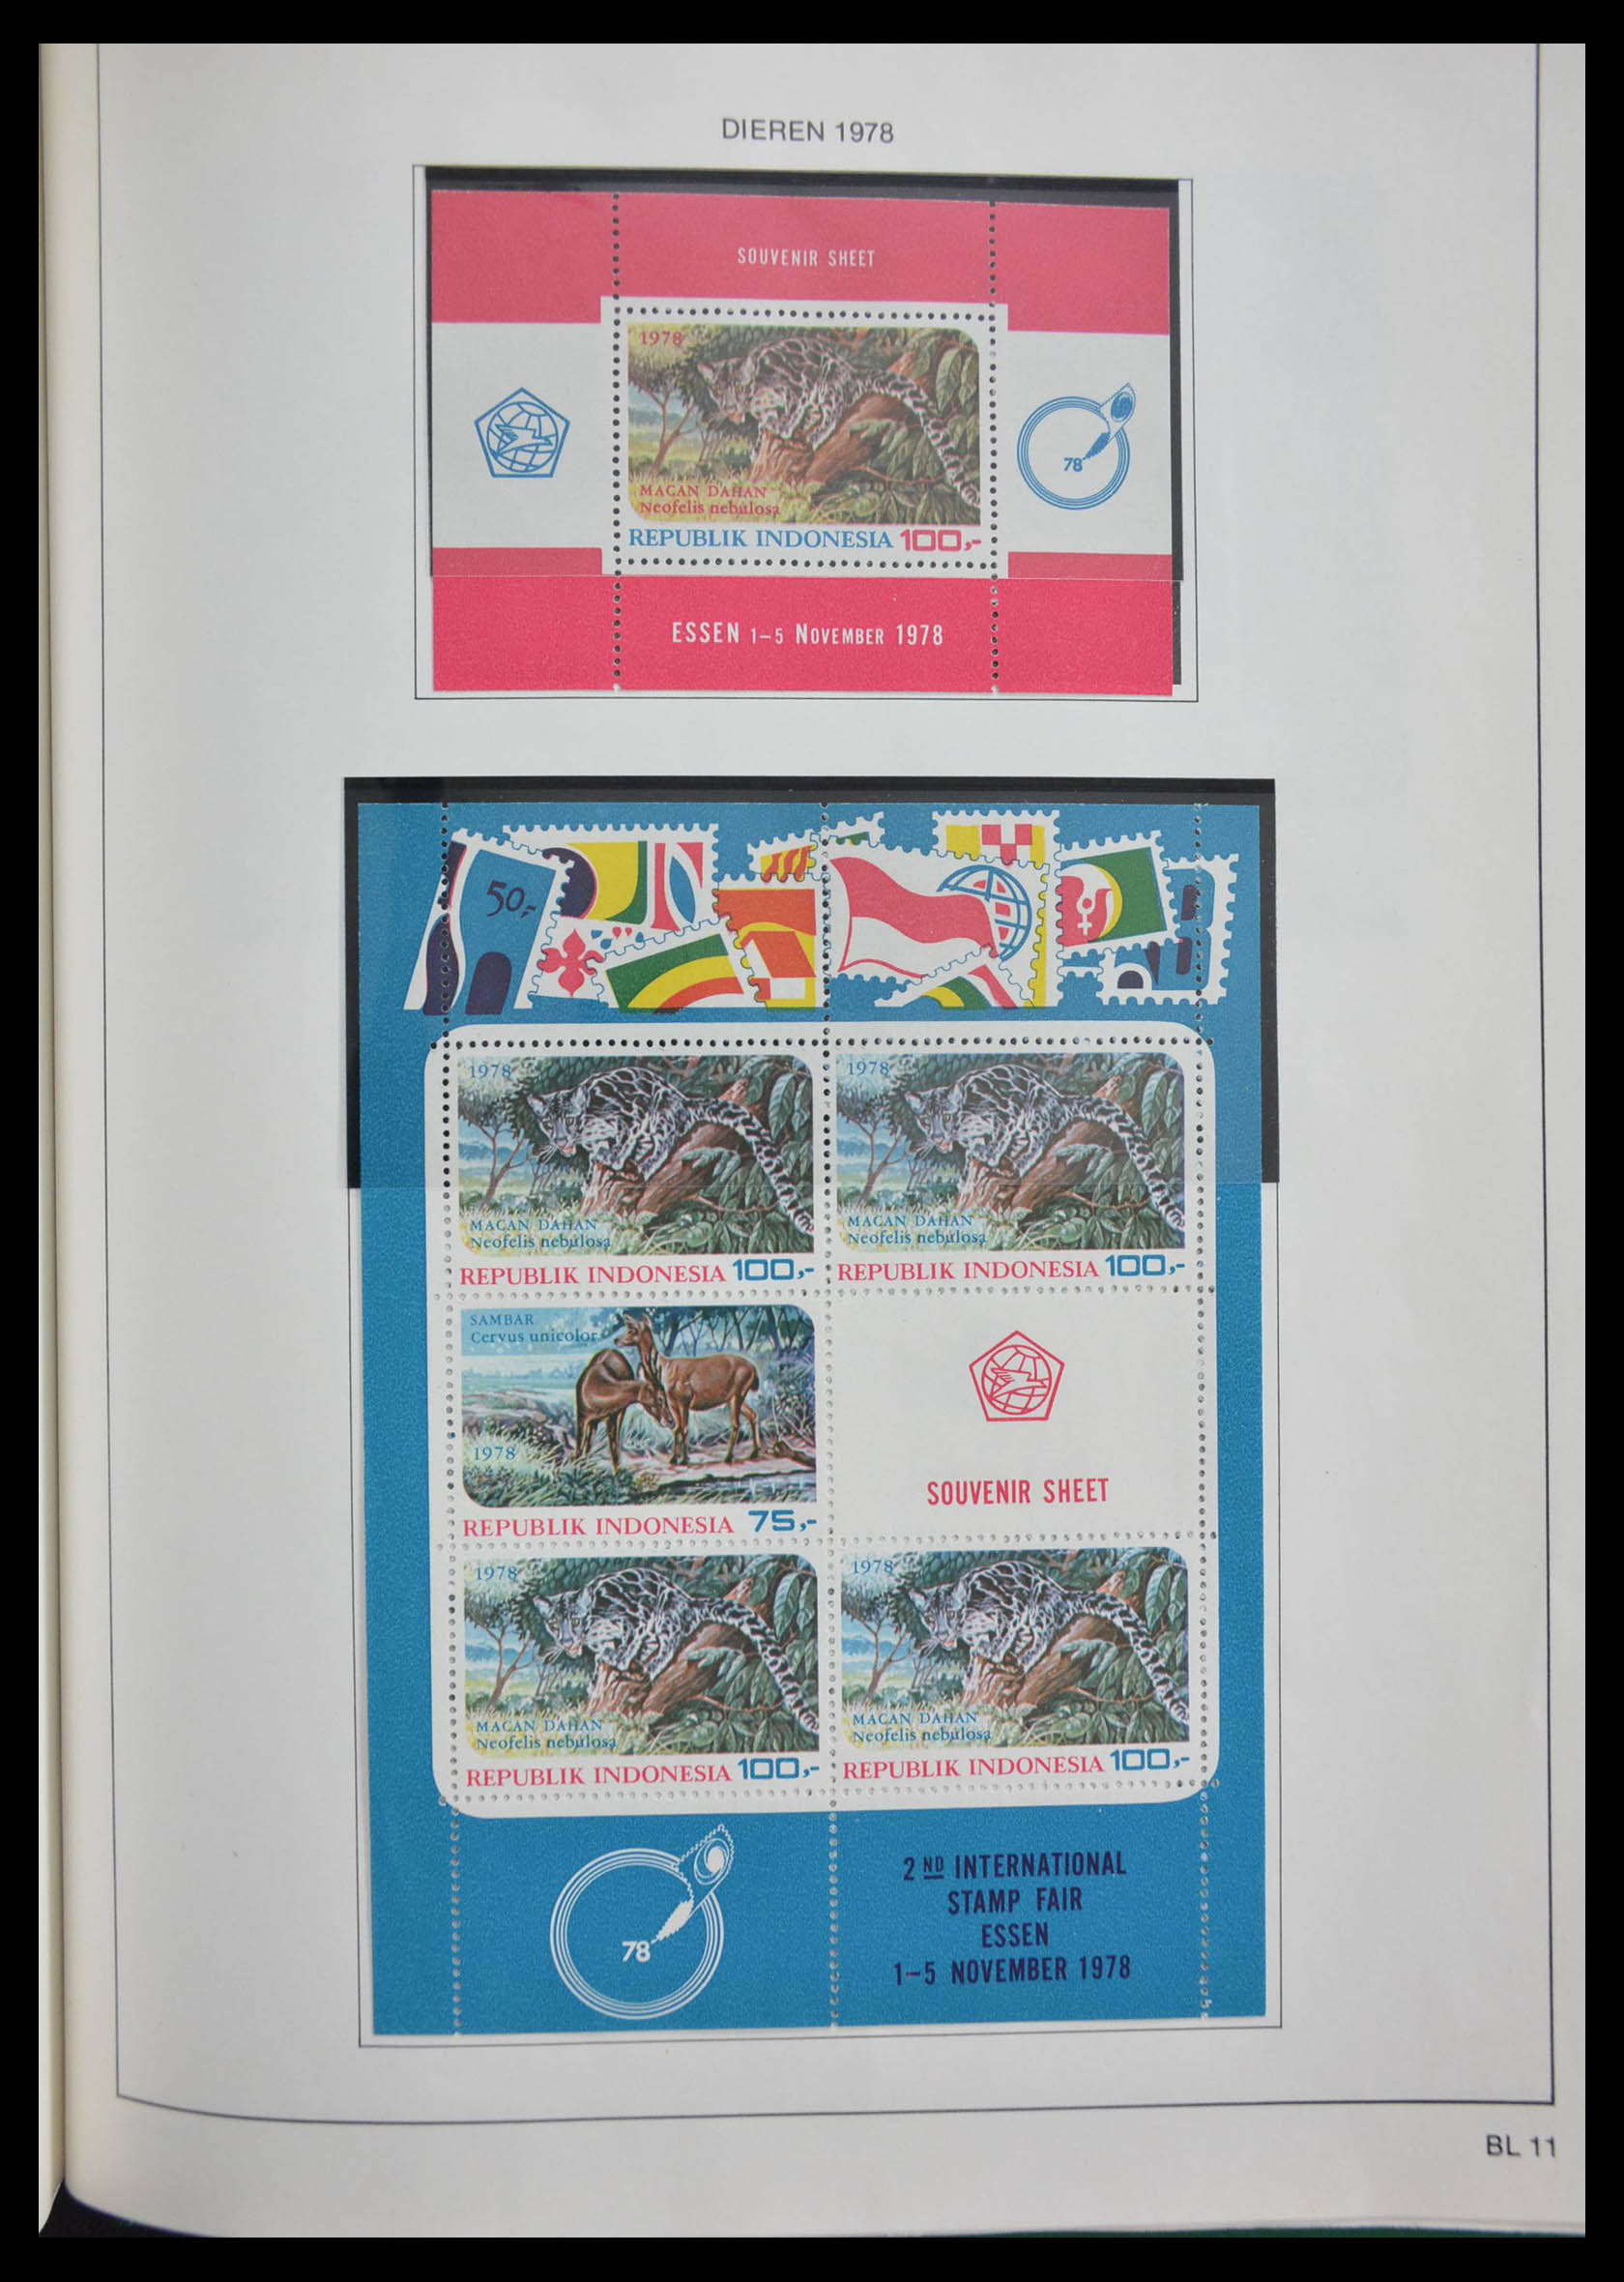 DIEREN 1978
SOUVENIR SHEET
1978
78
MACAN DAHAN
Neofelis nebulosa
REPUBLIK INDONESIA 100,-
ESSEN 1-5 NOVEMBER 1978
50,-
1978
MACAN DAHAN
Neofelis nebulosa
REPUBLIK INDONESIA 100,-
1978
MACAN DAHAN
Neofelis nebulosa
REPUBLIK INDONESIA 100,-
SAMBAR
Cervus unicolor
1978
REPUBLIK INDONESIA 75,-
SOUVENIR SHEET
1978
MACAN DAHAN
Neofelis nebulosa
REPUBLIK INDONESIA 100,-
1978
MACAN DAHAN
Neofelis nebulosa
REPUBLIK INDONESIA 100,-
78
2ND INTERNATIONAL
STAMP FAIR
ESSEN
1-5 NOVEMBER 1978
BL 11